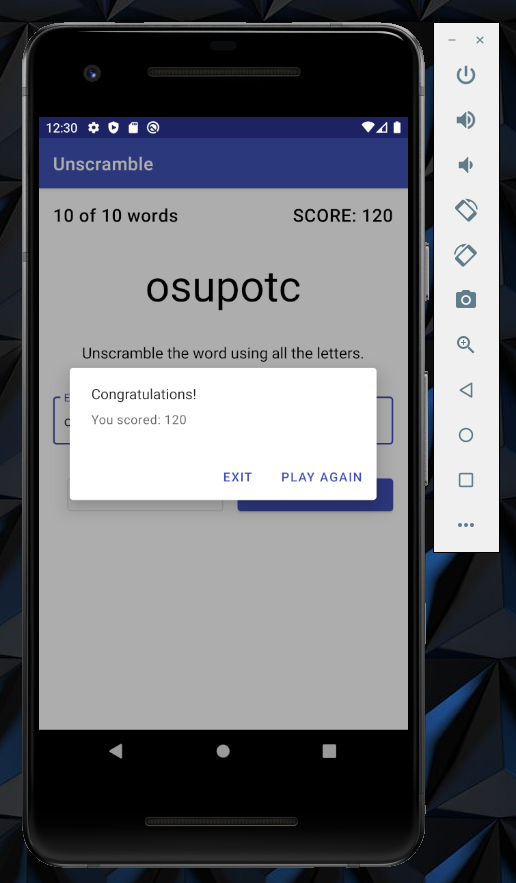 12:30
Unscramble
10 of 10 words
SCORE: 120
osupotc
Unscramble the word using all the letters.
Congratulations!
You scored: 120
EXIT
PLAY AGAIN